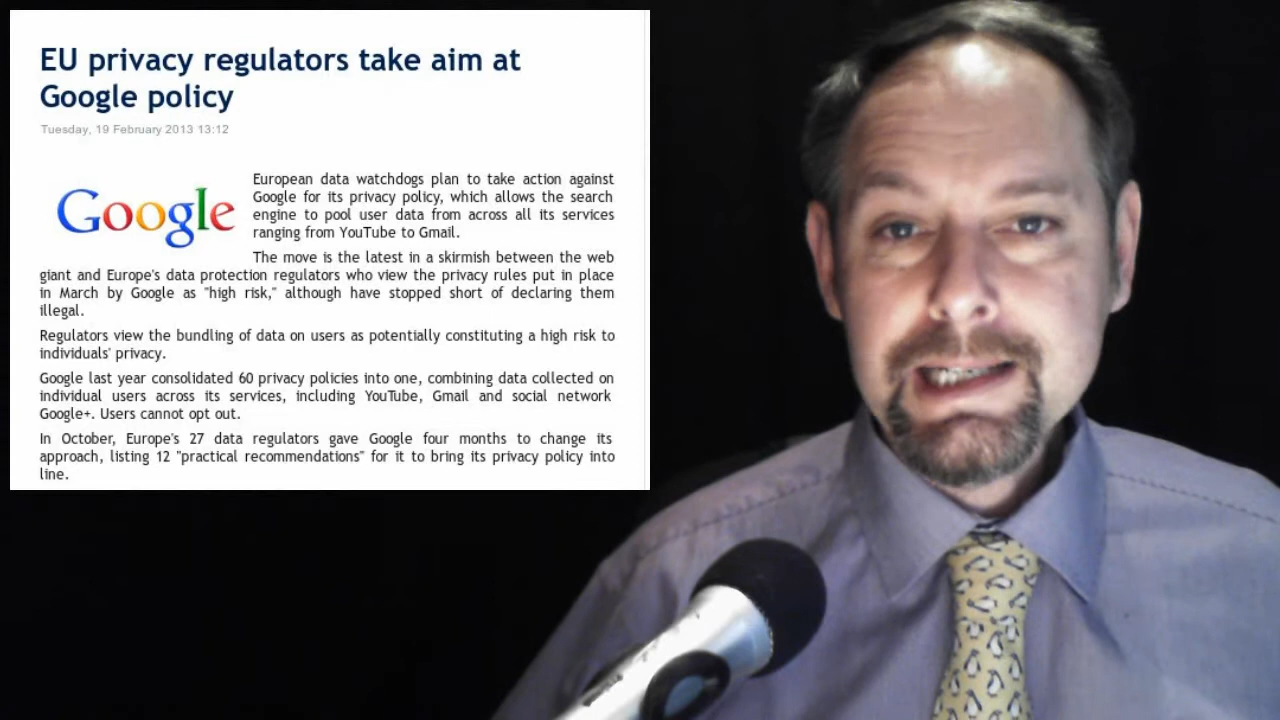 EU privacy regulators take aim at
Google policy
Tuesday, 19 February 2013 13:12
Google
European data watchdogs plan to take action against
Google for its privacy policy, which allows the search
engine to pool user data from across all its services
ranging from YouTube to Gmail.
The move is the latest in a skirmish between the web
giant and Europe's data protection regulators who view the privacy rules put in place
in March by Google as "high risk," although have stopped short of declaring them
illegal.
Regulators view the bundling of data on users as potentially constituting a high risk to
individuals' privacy.
Google last year consolidated 60 privacy policies into one, combining data collected on
individual users across its services, including YouTube, Gmail and social network
Google+. Users cannot opt out.
In October, Europe's 27 data regulators gave Google four months to change its
approach, listing 12 "practical recommendations" for it to bring its privacy policy into
line.